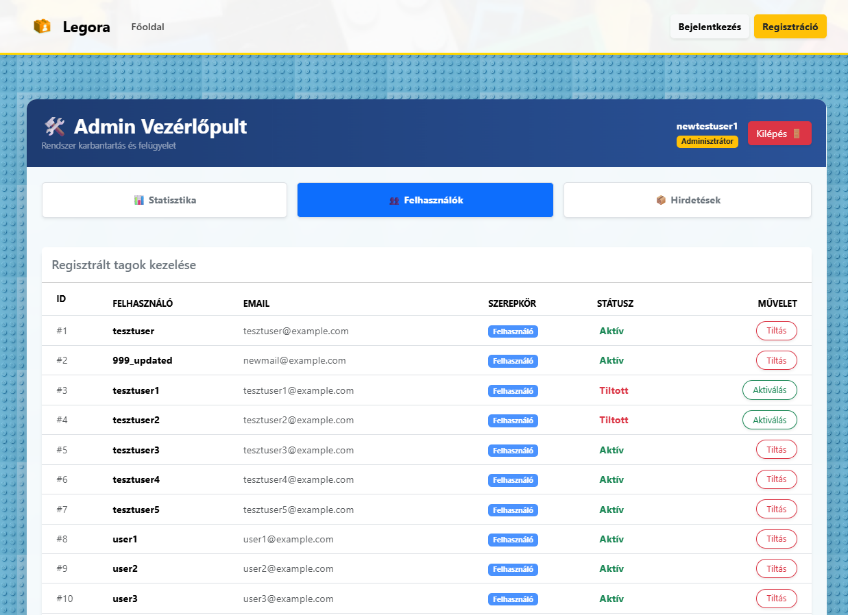 Legora Főoldal Bejelentkezés Regisztráció
Admin Vezérlőpult
Rendszer karbantartás és felügyelet
newtestuser1
Adminisztrátor
Kilépés
Statisztika Felhasználók Hirdetések
Regisztrált tagok kezelése
ID FELHASZNÁLÓ EMAIL SZEREPKÖR STÁTUSZ MŰVELET
#1 tesztuser tesztuser@example.com Felhasználó Aktív Tiltás
#2 999_updated newmail@example.com Felhasználó Aktív Tiltás
#3 tesztuser1 tesztuser1@example.com Felhasználó Tiltott Aktiválás
#4 tesztuser2 tesztuser2@example.com Felhasználó Tiltott Aktiválás
#5 tesztuser3 tesztuser3@example.com Felhasználó Aktív Tiltás
#6 tesztuser4 tesztuser4@example.com Felhasználó Aktív Tiltás
#7 tesztuser5 tesztuser5@example.com Felhasználó Aktív Tiltás
#8 user1 user1@example.com Felhasználó Aktív Tiltás
#9 user2 user2@example.com Felhasználó Aktív Tiltás
#10 user3 user3@example.com Felhasználó Aktív Tiltás